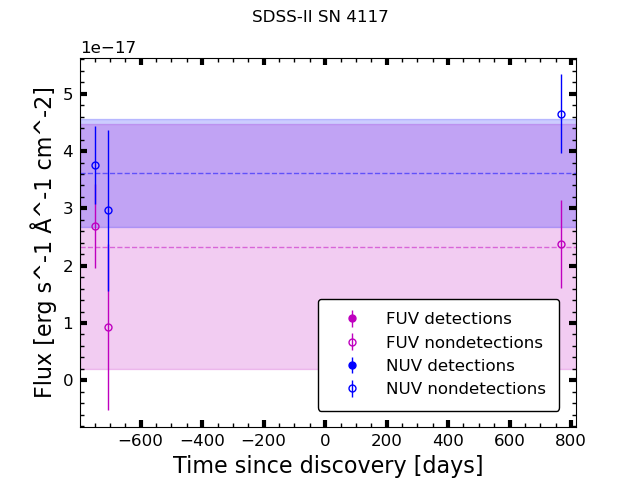 SDSS-II SN 4117
1e−17
Flux [erg s^-1 Å^-1 cm^-2]
5
4
3
2
1
0
FUV detections
FUV nondetections
NUV detections
NUV nondetections
−600 −400 −200 0 200 400 600 800
Time since discovery [days]